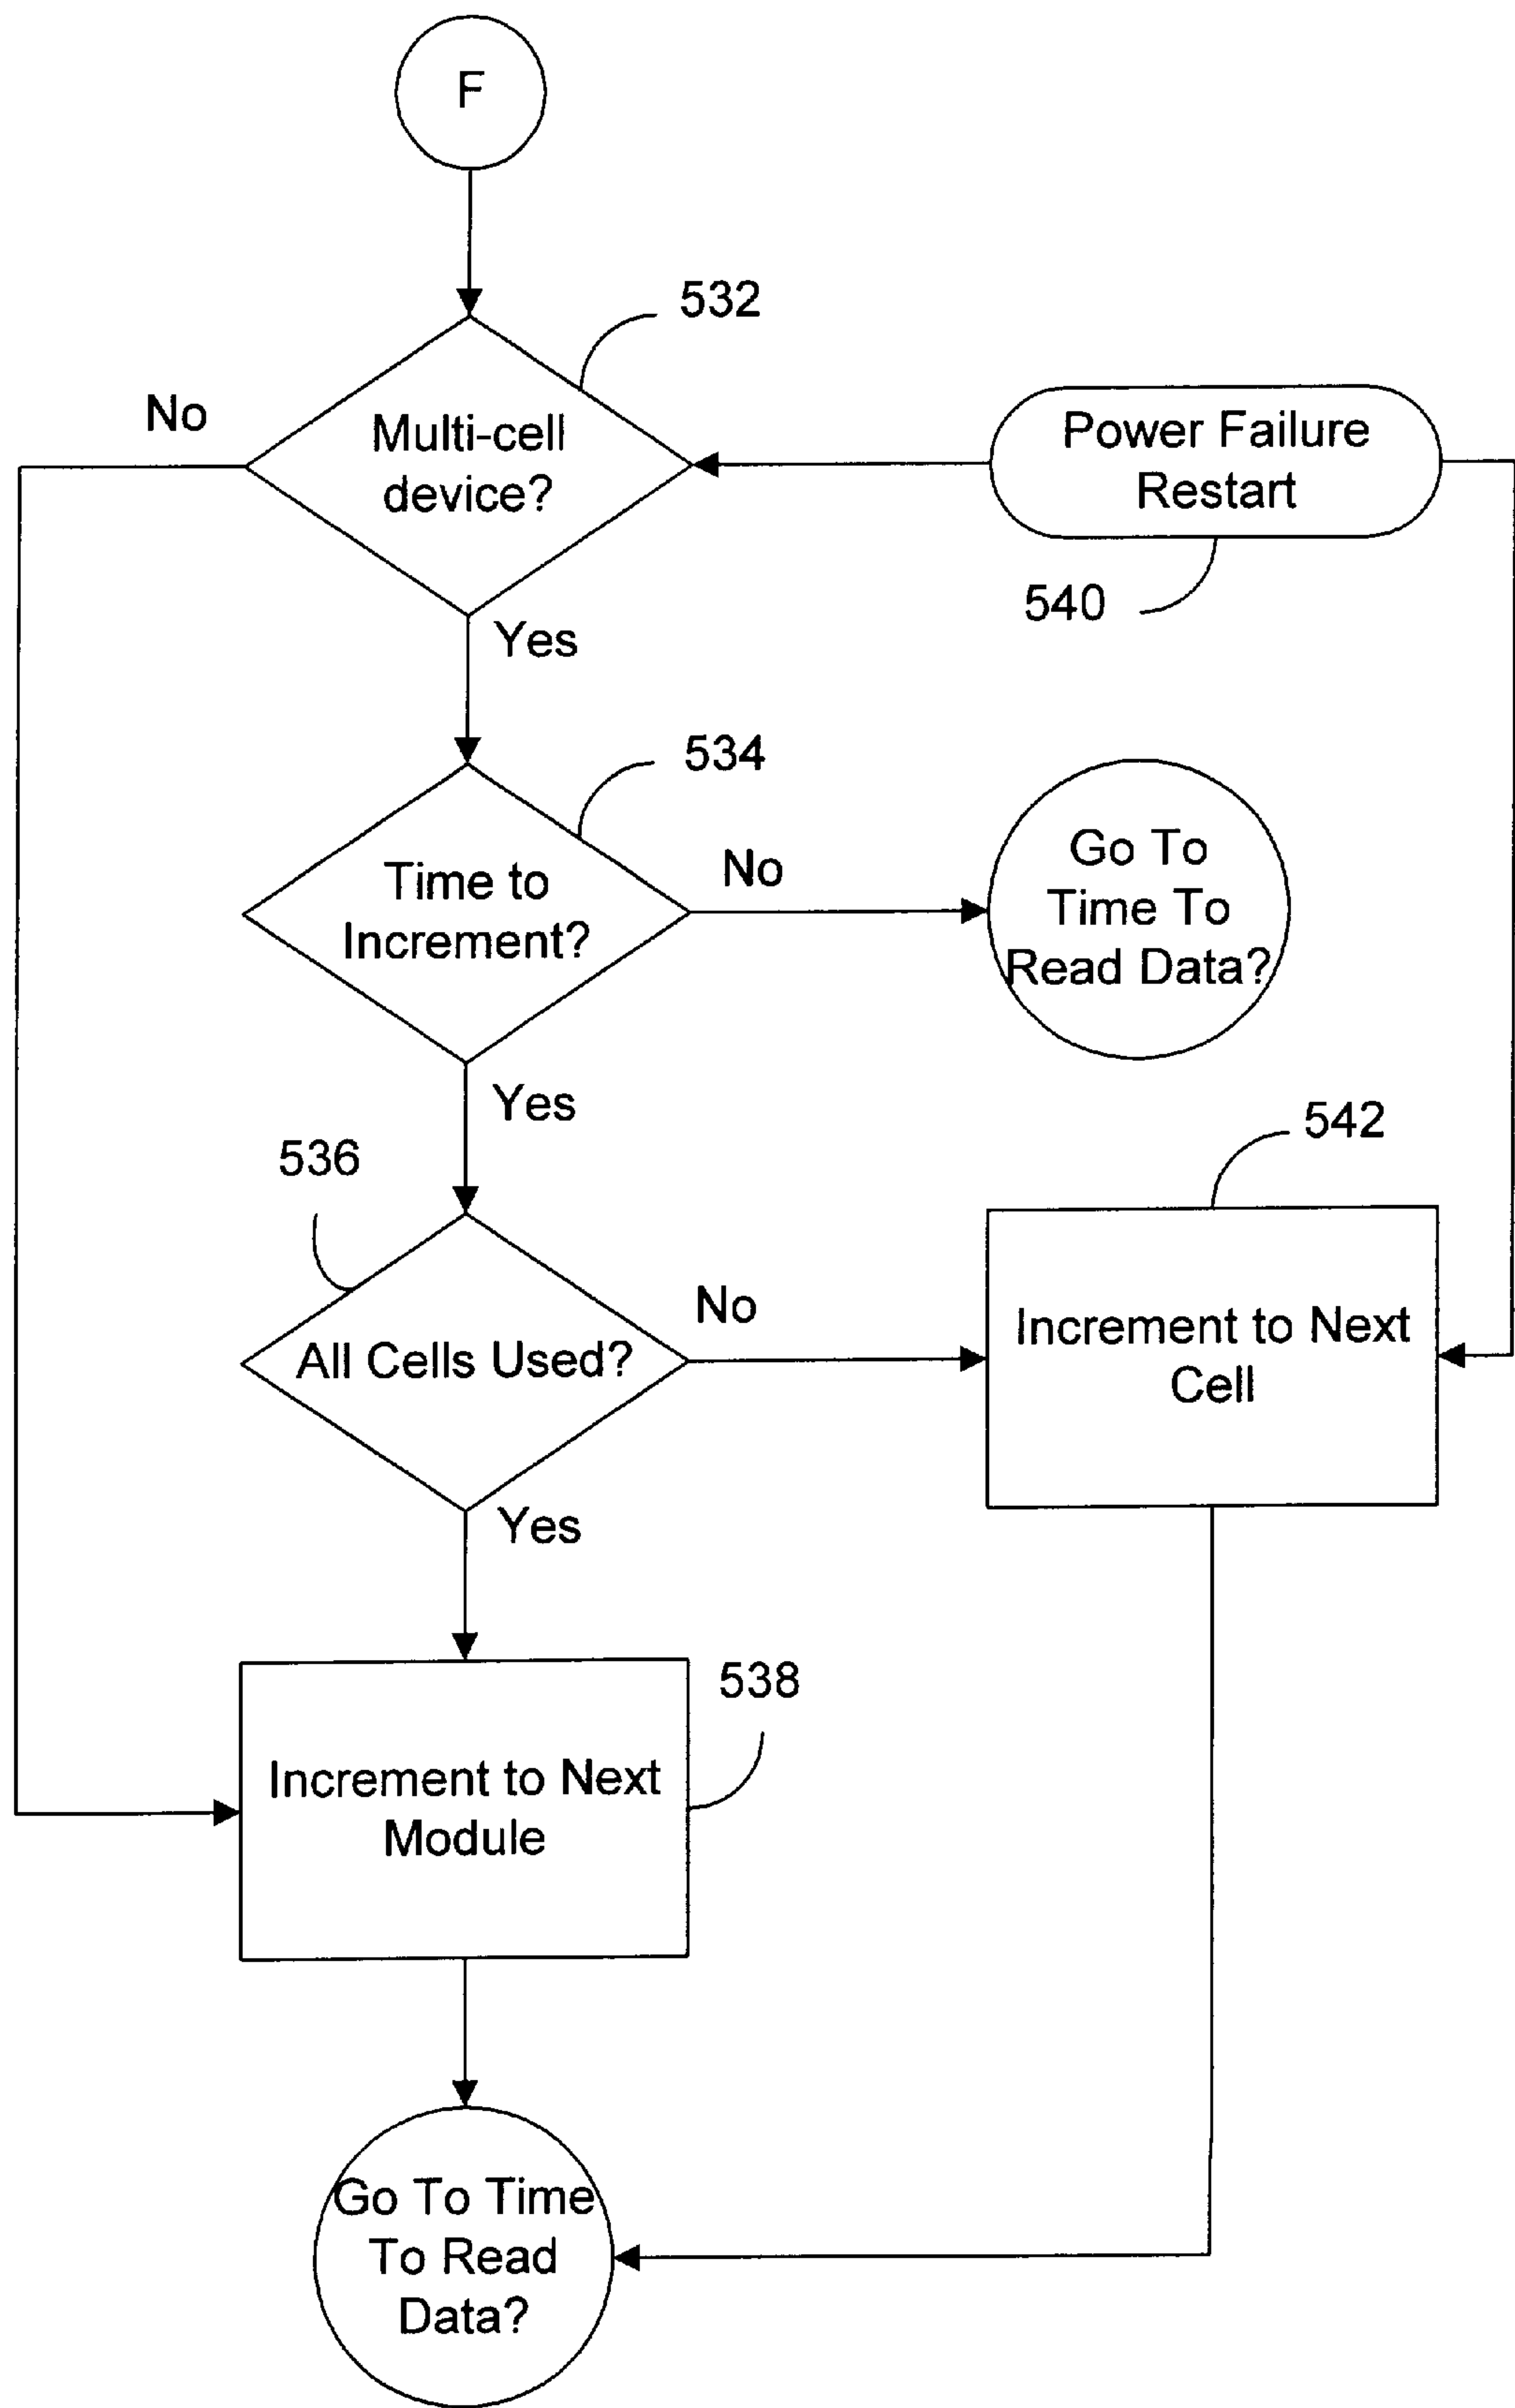 F
532
No
Multi-cell
device?
Power Failure
Restart
540
Yes
534
Time to
Increment?
No
Go To
Time To
Read Data?
Yes
536
542
All Cells Used?
No
Increment to Next
Cell
Yes
538
Increment to Next
Module
Go To Time
To Read
Data?